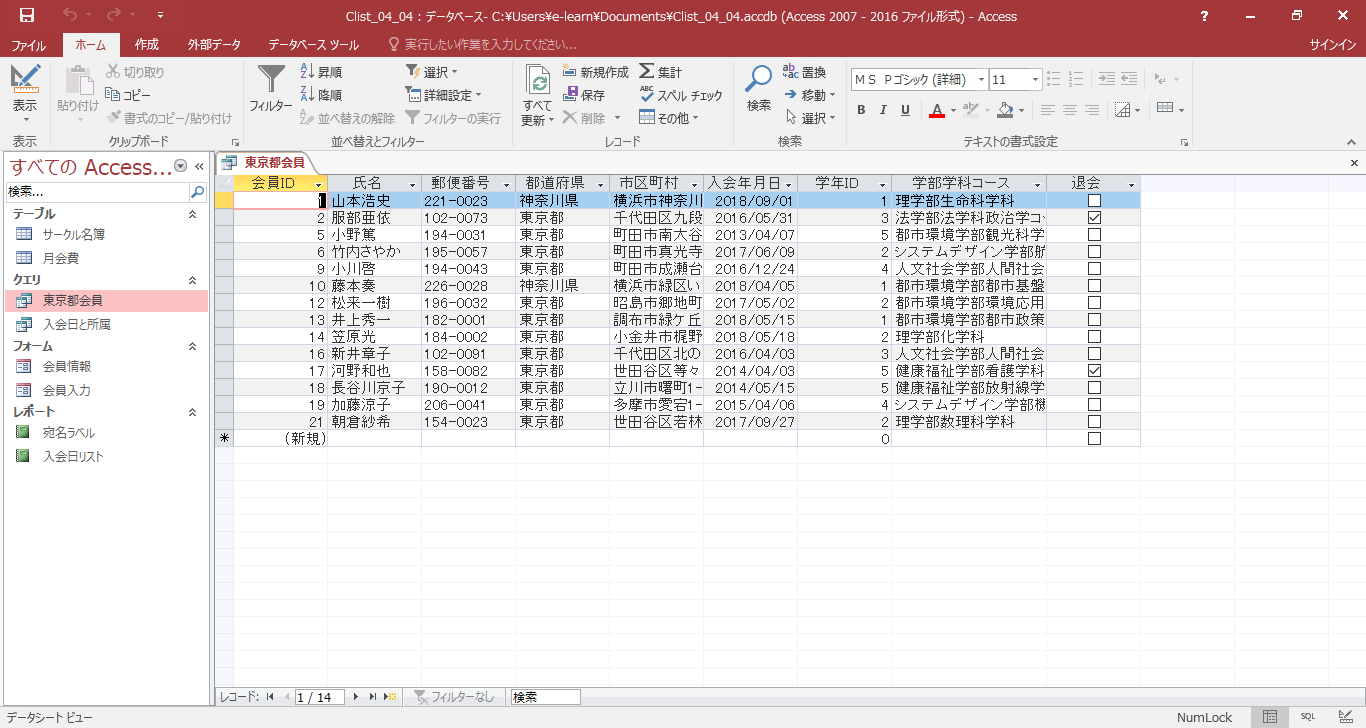 Clist_04_04 : データベース- C:¥Users¥e-learn¥Documents¥Clist_04_04.accdb (Access 2007 - 2016 ファイル形式) - Access
ファイル ホーム 作成 外部データ データベース ツール 実行したい作業を入力してください... サインイン
表示
表示
貼り付け
切り取り
コピー
書式のコピー/貼り付け
クリップボード
フィルター
昇順
降順
並べ替えの解除
選択
詳細設定
フィルターの実行
並べ替えとフィルター
すべて
更新
新規作成
保存
削除
集計
スペル チェック
その他
レコード
検索
置換
移動
選択
検索
ＭＳ Ｐゴシック (詳細) 11
B I U A
テキストの書式設定
すべての Access...
検索...
テーブル
サークル名簿
月会費
クエリ
東京都会員
入会日と所属
フォーム
会員情報
会員入力
レポート
宛名ラベル
入会日リスト
東京都会員
会員ID 氏名 郵便番号 都道府県 市区町村 入会年月日 学年ID 学部学科コース 退会
1 山本浩史 221-0023 神奈川県 横浜市神奈川 2018/09/01 1 理学部生命科学科
2 服部亜依 102-0073 東京都 千代田区九段 2016/05/31 3 法学部法学科政治学コー
5 小野篤 194-0031 東京都 町田市南大谷 2013/04/07 5 都市環境学部観光科学
6 竹内さやか 195-0057 東京都 町田市真光寺 2017/06/09 2 システムデザイン学部航
9 小川啓 194-0043 東京都 町田市成瀬台 2016/12/24 4 人文社会学部人間社会
10 藤本奏 226-0028 神奈川県 横浜市緑区い 2018/04/05 1 都市環境学部都市基盤
12 松来一樹 196-0032 東京都 昭島市郷地町 2017/05/02 2 都市環境学部環境応用
13 井上秀一 182-0001 東京都 調布市緑ケ丘 2018/05/15 1 都市環境学部都市政策
14 笠原光 184-0002 東京都 小金井市梶野 2018/05/18 2 理学部化学科
16 新井章子 102-0091 東京都 千代田区北の 2016/04/03 3 人文社会学部人間社会
17 河野和也 158-0082 東京都 世田谷区等々 2014/04/03 5 健康福祉学部看護学科
18 長谷川京子 190-0012 東京都 立川市曙町1- 2014/05/15 5 健康福祉学部放射線学
19 加藤涼子 206-0041 東京都 多摩市愛宕1- 2015/04/06 4 システムデザイン学部機
21 朝倉紗希 154-0023 東京都 世田谷区若林 2017/09/27 2 理学部数理科学科
* (新規) 0
レコード: 1 / 14 フィルターなし 検索
データシート ビュー NumLock SQL